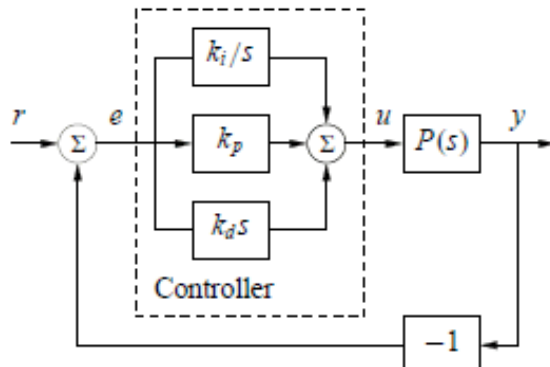 k_i/s
r
Σ
e
k_p
Σ
u
P(s)
y
k_d s
Controller
−1